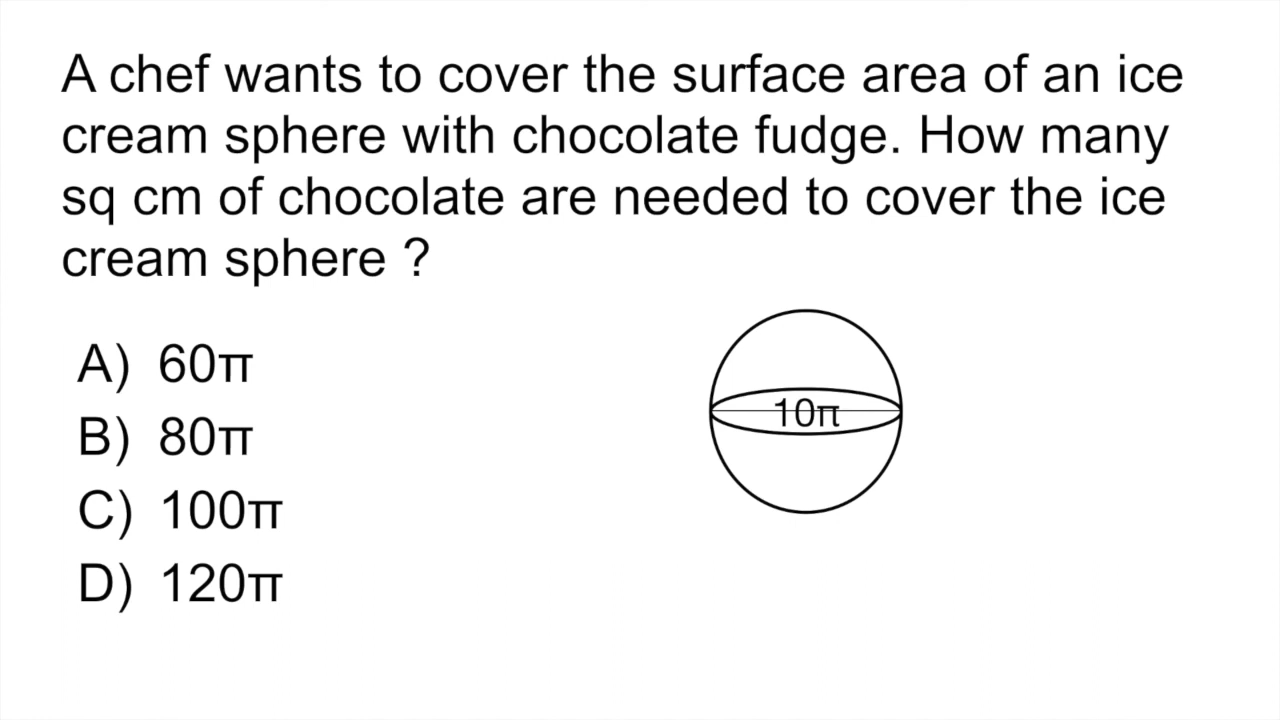 A chef wants to cover the surface area of an ice
cream sphere with chocolate fudge. How many
sq cm of chocolate are needed to cover the ice
cream sphere ?
A) 60π
B) 80π
C) 100π
D) 120π
10π